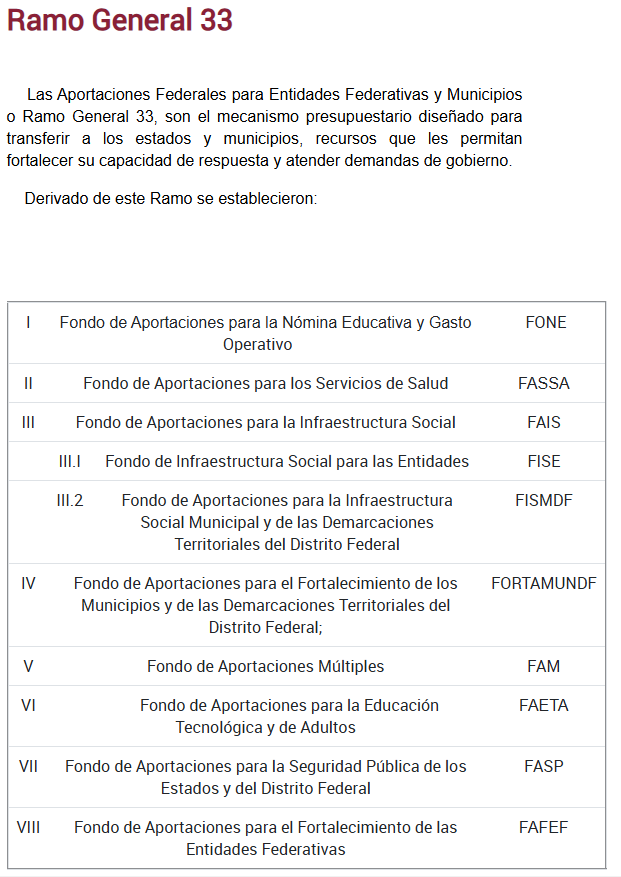 Ramo General 33
Las Aportaciones Federales para Entidades Federativas y Municipios
o Ramo General 33, son el mecanismo presupuestario diseñado para
transferir a los estados y municipios, recursos que les permitan
fortalecer su capacidad de respuesta y atender demandas de gobierno.
Derivado de este Ramo se establecieron:
I Fondo de Aportaciones para la Nómina Educativa y Gasto FONE
Operativo
II Fondo de Aportaciones para los Servicios de Salud FASSA
III Fondo de Aportaciones para la Infraestructura Social FAIS
III.I Fondo de Infraestructura Social para las Entidades FISE
III.2 Fondo de Aportaciones para la Infraestructura FISMDF
Social Municipal y de las Demarcaciones
Territoriales del Distrito Federal
IV Fondo de Aportaciones para el Fortalecimiento de los FORTAMUNDF
Municipios y de las Demarcaciones Territoriales del
Distrito Federal;
V Fondo de Aportaciones Múltiples FAM
VI Fondo de Aportaciones para la Educación FAETA
Tecnológica y de Adultos
VII Fondo de Aportaciones para la Seguridad Pública de los FASP
Estados y del Distrito Federal
VIII Fondo de Aportaciones para el Fortalecimiento de las FAFEF
Entidades Federativas